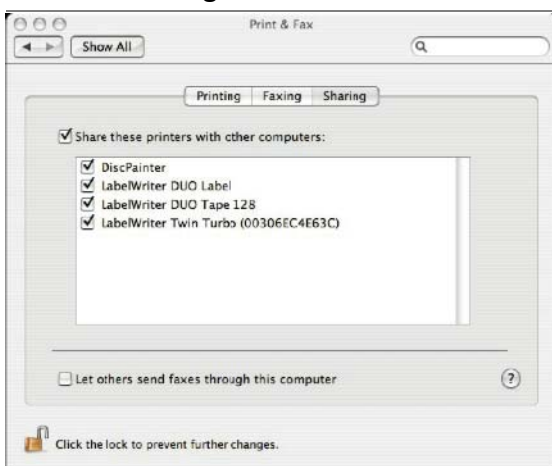 Print & Fax
Show All
Printing Faxing Sharing
Share these printers with other computers:
DiscPainter
LabelWriter DUO Label
LabelWriter DUO Tape 128
LabelWriter Twin Turbo (00306EC4E63C)
Let others send faxes through this computer ?
Click the lock to prevent further changes.